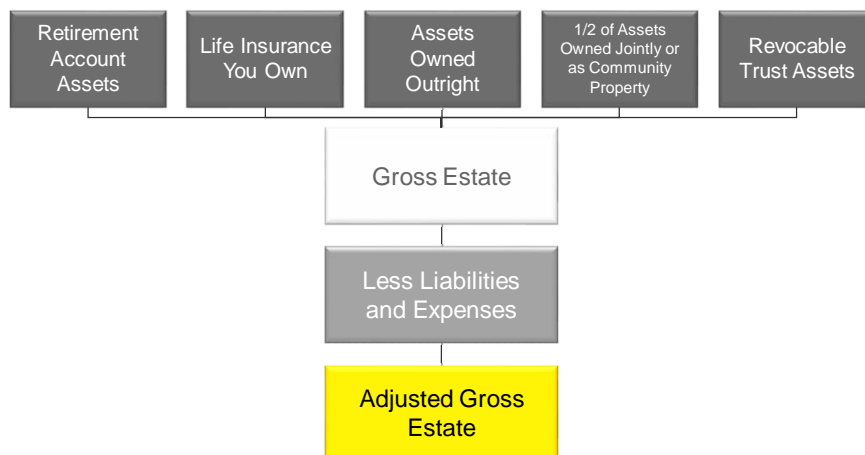 Retirement
Account
Assets
Life Insurance
You Own
Assets
Owned
Outright
1/2 of Assets
Owned Jointly or
as Community
Property
Revocable
Trust Assets
Gross Estate
Less Liabilities
and Expenses
Adjusted Gross
Estate